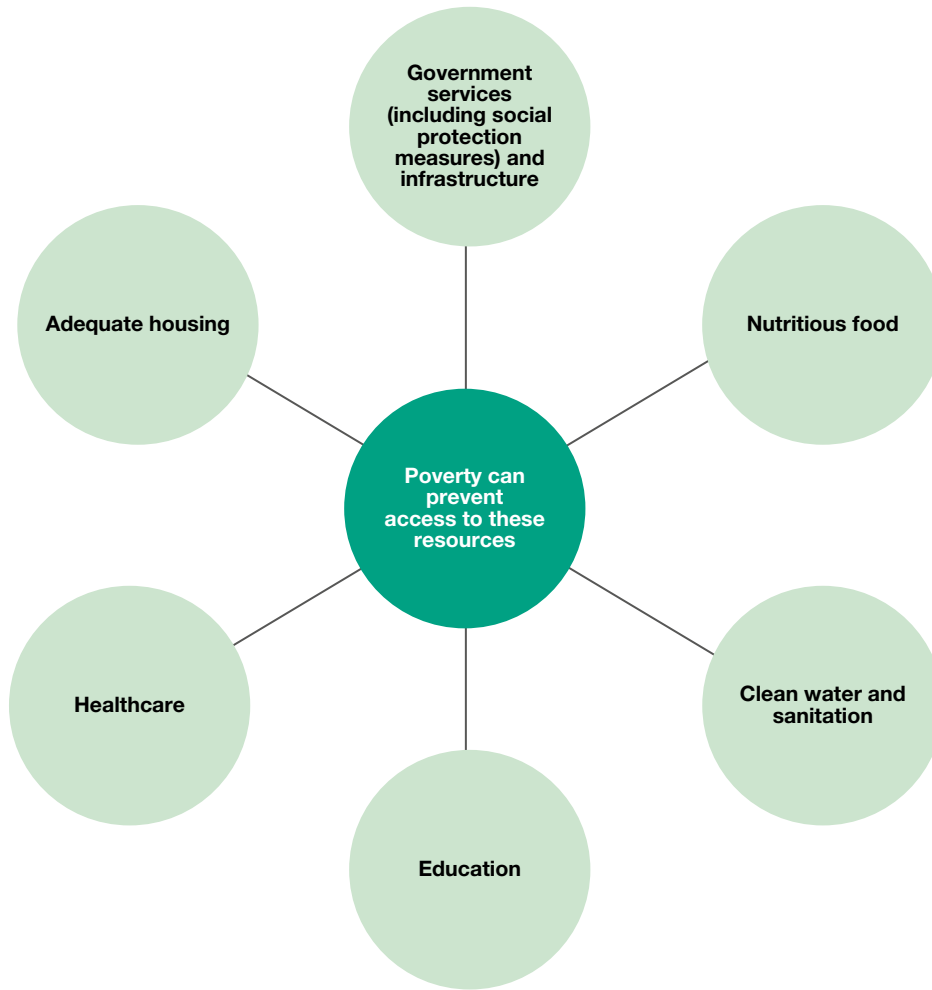 Government
services
(including social
protection
measures) and
infrastructure
Adequate housing
Nutritious food
Poverty can
prevent
access to these
resources
Healthcare
Clean water and
sanitation
Education